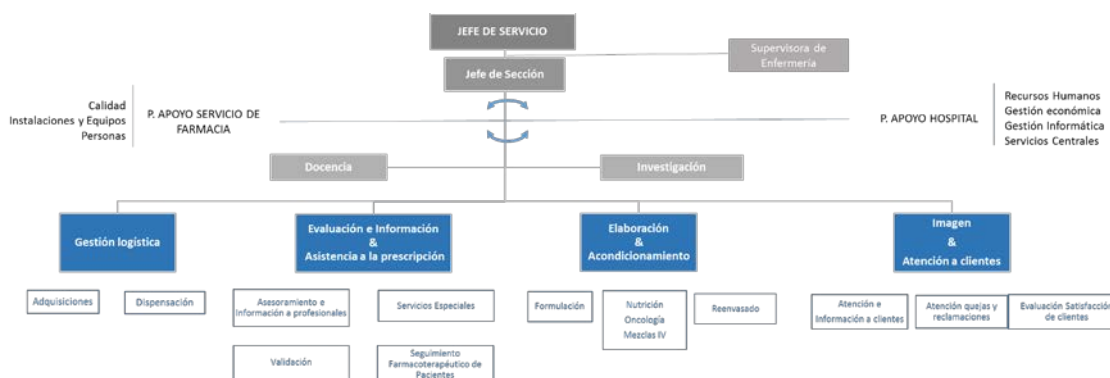 JEFE DE SERVICIO
Supervisora de
Enfermería
Jefe de Sección
Calidad
Instalaciones y Equipos
Personas
P. APOYO SERVICIO DE
FARMACIA
P. APOYO HOSPITAL
Recursos Humanos
Gestión económica
Gestión Informática
Servicios Centrales
Docencia
Investigación
Gestión logística
Evaluación e Información
&
Asistencia a la prescripción
Elaboración
&
Acondicionamiento
Imagen
&
Atención a clientes
Adquisiciones
Dispensación
Asesoramiento e
Información a profesionales
Servicios Especiales
Validación
Seguimiento
Farmacoterapéutico de
Pacientes
Formulación
Nutrición
Oncología
Mezclas IV
Reenvasado
Atención e
Información a clientes
Atención quejas y
reclamaciones
Evaluación Satisfacción
de clientes